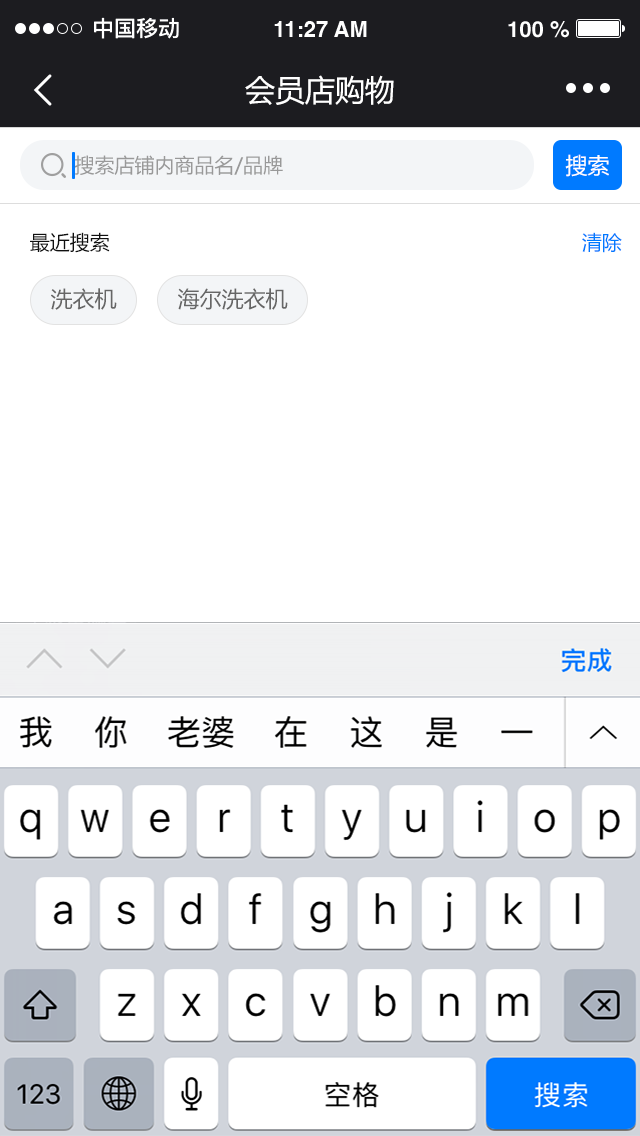 中国移动 11:27 AM 100 %
会员店购物
搜索店铺内商品名/品牌 搜索
最近搜索 清除
洗衣机 海尔洗衣机
完成
我 你 老婆 在 这 是 一
q w e r t y u i o p
a s d f g h j k l
z x c v b n m
123 空格 搜索